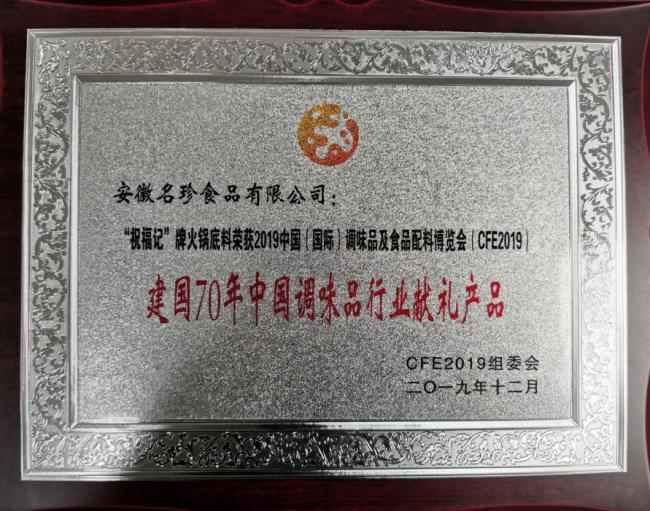 安徽名珍食品有限公司：
“祝福记”牌火锅底料荣获2019中国（国际）调味品及食品配料博览会（CFE2019）
建国70年中国调味品行业献礼产品
CFE2019组委会
二〇一九年十二月